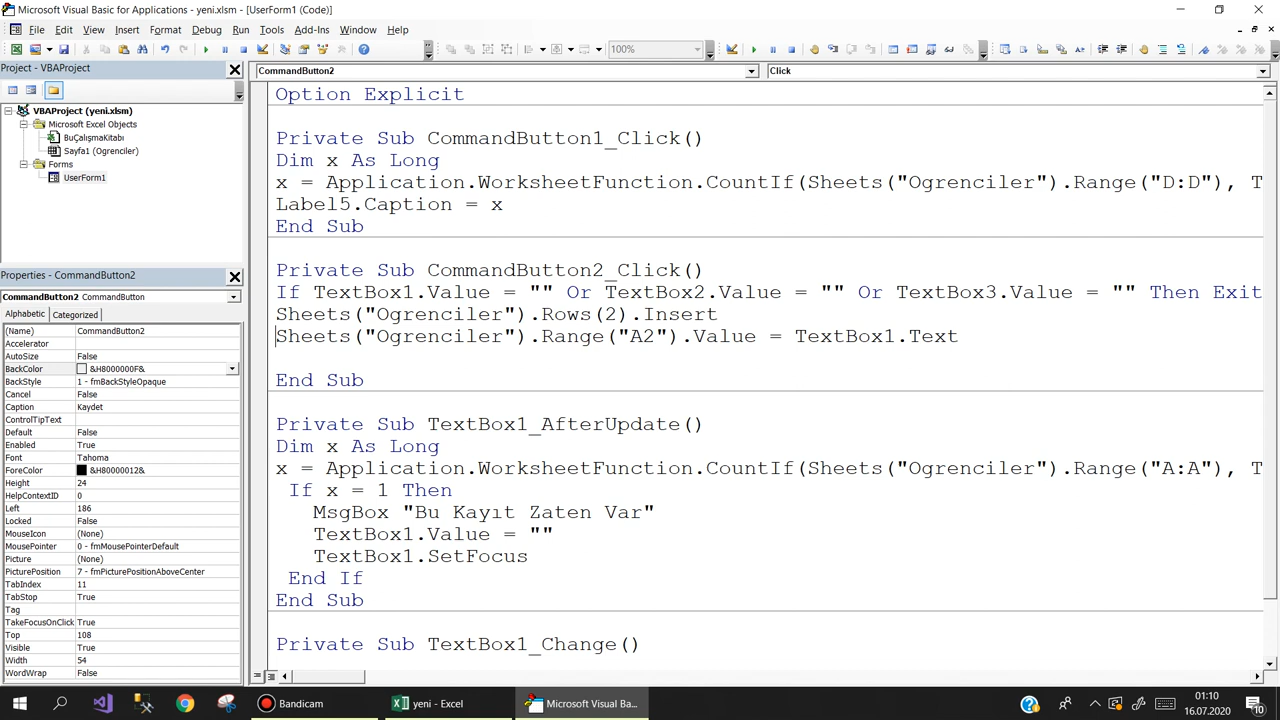 Microsoft Visual Basic for Applications - yeni.xlsm - [UserForm1 (Code)]
File Edit View Insert Format Debug Run Tools Add-Ins Window Help
100%
Project - VBAProject
VBAProject (yeni.xlsm)
Microsoft Excel Objects
BuÇalışmaKitabı
Sayfa1 (Ogrenciler)
Forms
UserForm1
Properties - CommandButton2
CommandButton2 CommandButton
Alphabetic Categorized
(Name) CommandButton2
Accelerator
AutoSize False
BackColor &H8000000F&
BackStyle 1 - fmBackStyleOpaque
Cancel False
Caption Kaydet
ControlTipText
Default False
Enabled True
Font Tahoma
ForeColor &H80000012&
Height 24
HelpContextID 0
Left 186
Locked False
MouseIcon (None)
MousePointer 0 - fmMousePointerDefault
Picture (None)
PicturePosition 7 - fmPicturePositionAboveCenter
TabIndex 11
TabStop True
Tag
TakeFocusOnClick True
Top 108
Visible True
Width 54
WordWrap False
CommandButton2 Click
Option Explicit
Private Sub CommandButton1_Click()
Dim x As Long
x = Application.WorksheetFunction.CountIf(Sheets("Ogrenciler").Range("D:D"), T
Label5.Caption = x
End Sub
Private Sub CommandButton2_Click()
If TextBox1.Value = "" Or TextBox2.Value = "" Or TextBox3.Value = "" Then Exit
Sheets("Ogrenciler").Rows(2).Insert
Sheets("Ogrenciler").Range("A2").Value = TextBox1.Text
End Sub
Private Sub TextBox1_AfterUpdate()
Dim x As Long
x = Application.WorksheetFunction.CountIf(Sheets("Ogrenciler").Range("A:A"), T
If x = 1 Then
MsgBox "Bu Kayıt Zaten Var"
TextBox1.Value = ""
TextBox1.SetFocus
End If
End Sub
Private Sub TextBox1_Change()
Bandicam
yeni - Excel
Microsoft Visual Ba...
01:10
16.07.2020
10